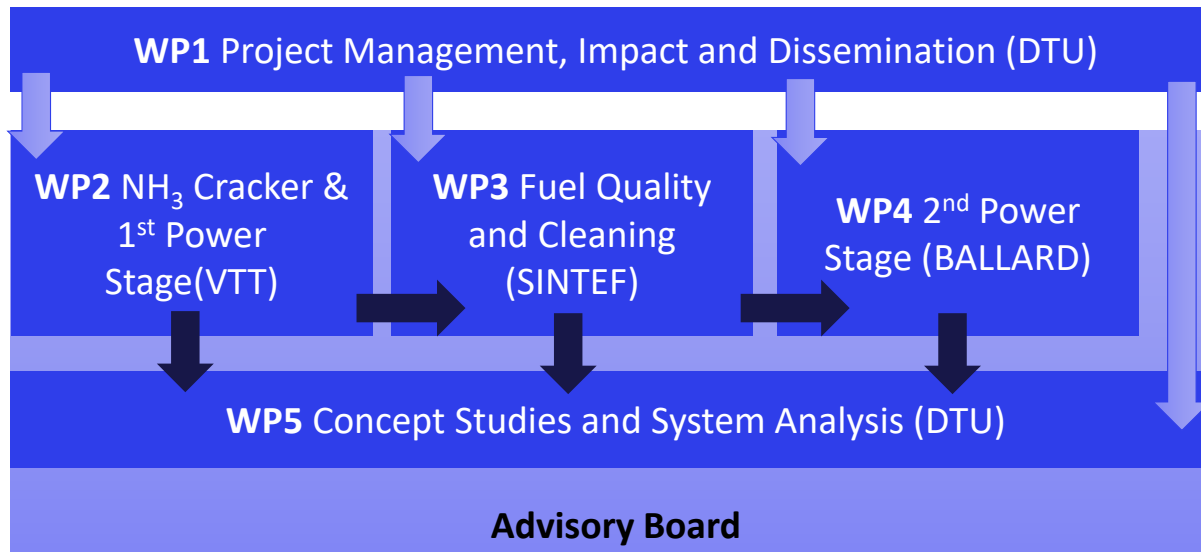 WP1 Project Management, Impact and Dissemination (DTU)
WP2 NH₃ Cracker &
1ˢᵗ Power
Stage(VTT)
WP3 Fuel Quality
and Cleaning
(SINTEF)
WP4 2ⁿᵈ Power
Stage (BALLARD)
WP5 Concept Studies and System Analysis (DTU)
Advisory Board